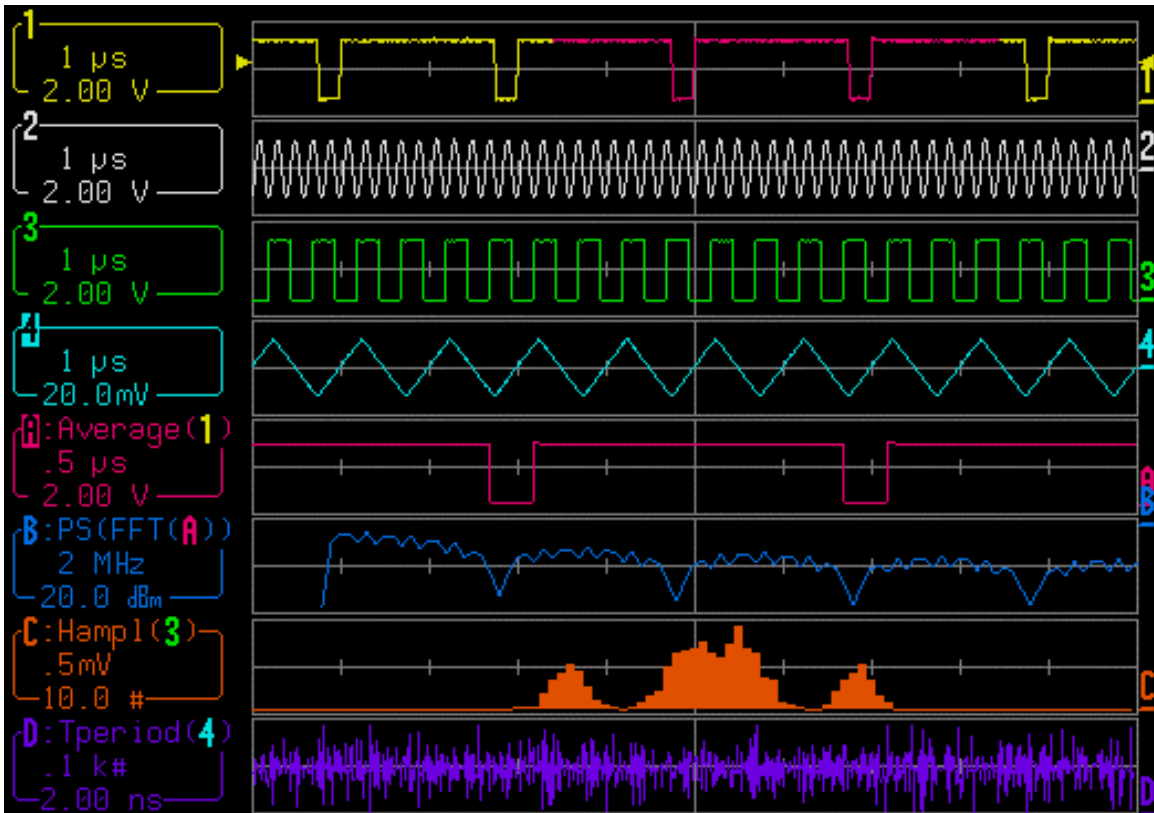 1
1 µs
2.00 V
1
2
1 µs
2.00 V
2
3
1 µs
2.00 V
3
4
1 µs
20.0mV
4
A:Average(1)
.5 µs
2.00 V
A
B
B:PS(FFT(A))
2 MHz
20.0 dBm
C:Hampl(3)
.5mV
10.0 #
C
D:Tperiod(4)
.1 k#
2.00 ns
D